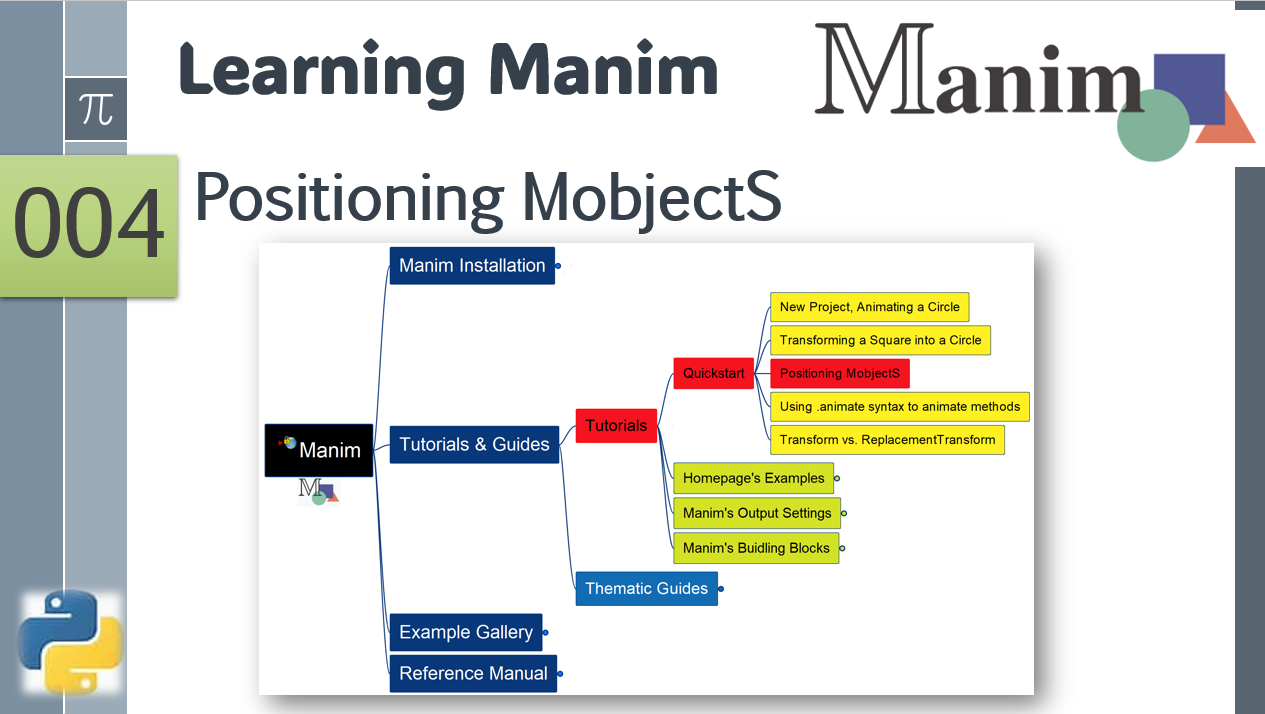 Learning Manim
Manim
π
004
Positioning MobjectS
Manim Installation
New Project, Animating a Circle
Transforming a Square into a Circle
Quickstart
Positioning MobjectS
Using .animate syntax to animate methods
Tutorials
Transform vs. ReplacementTransform
Manim
Tutorials & Guides
Homepage's Examples
M
Manim's Output Settings
Manim's Buidling Blocks
Thematic Guides
Example Gallery
Reference Manual